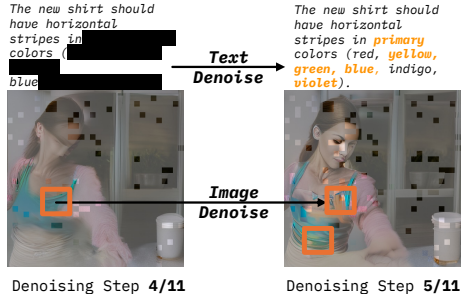 The new shirt should
have horizontal
stripes in
colors (
blue
Text
Denoise
The new shirt should
have horizontal
stripes in primary
colors (red, yellow,
green, blue, indigo,
violet).
Image
Denoise
Denoising Step 4/11
Denoising Step 5/11